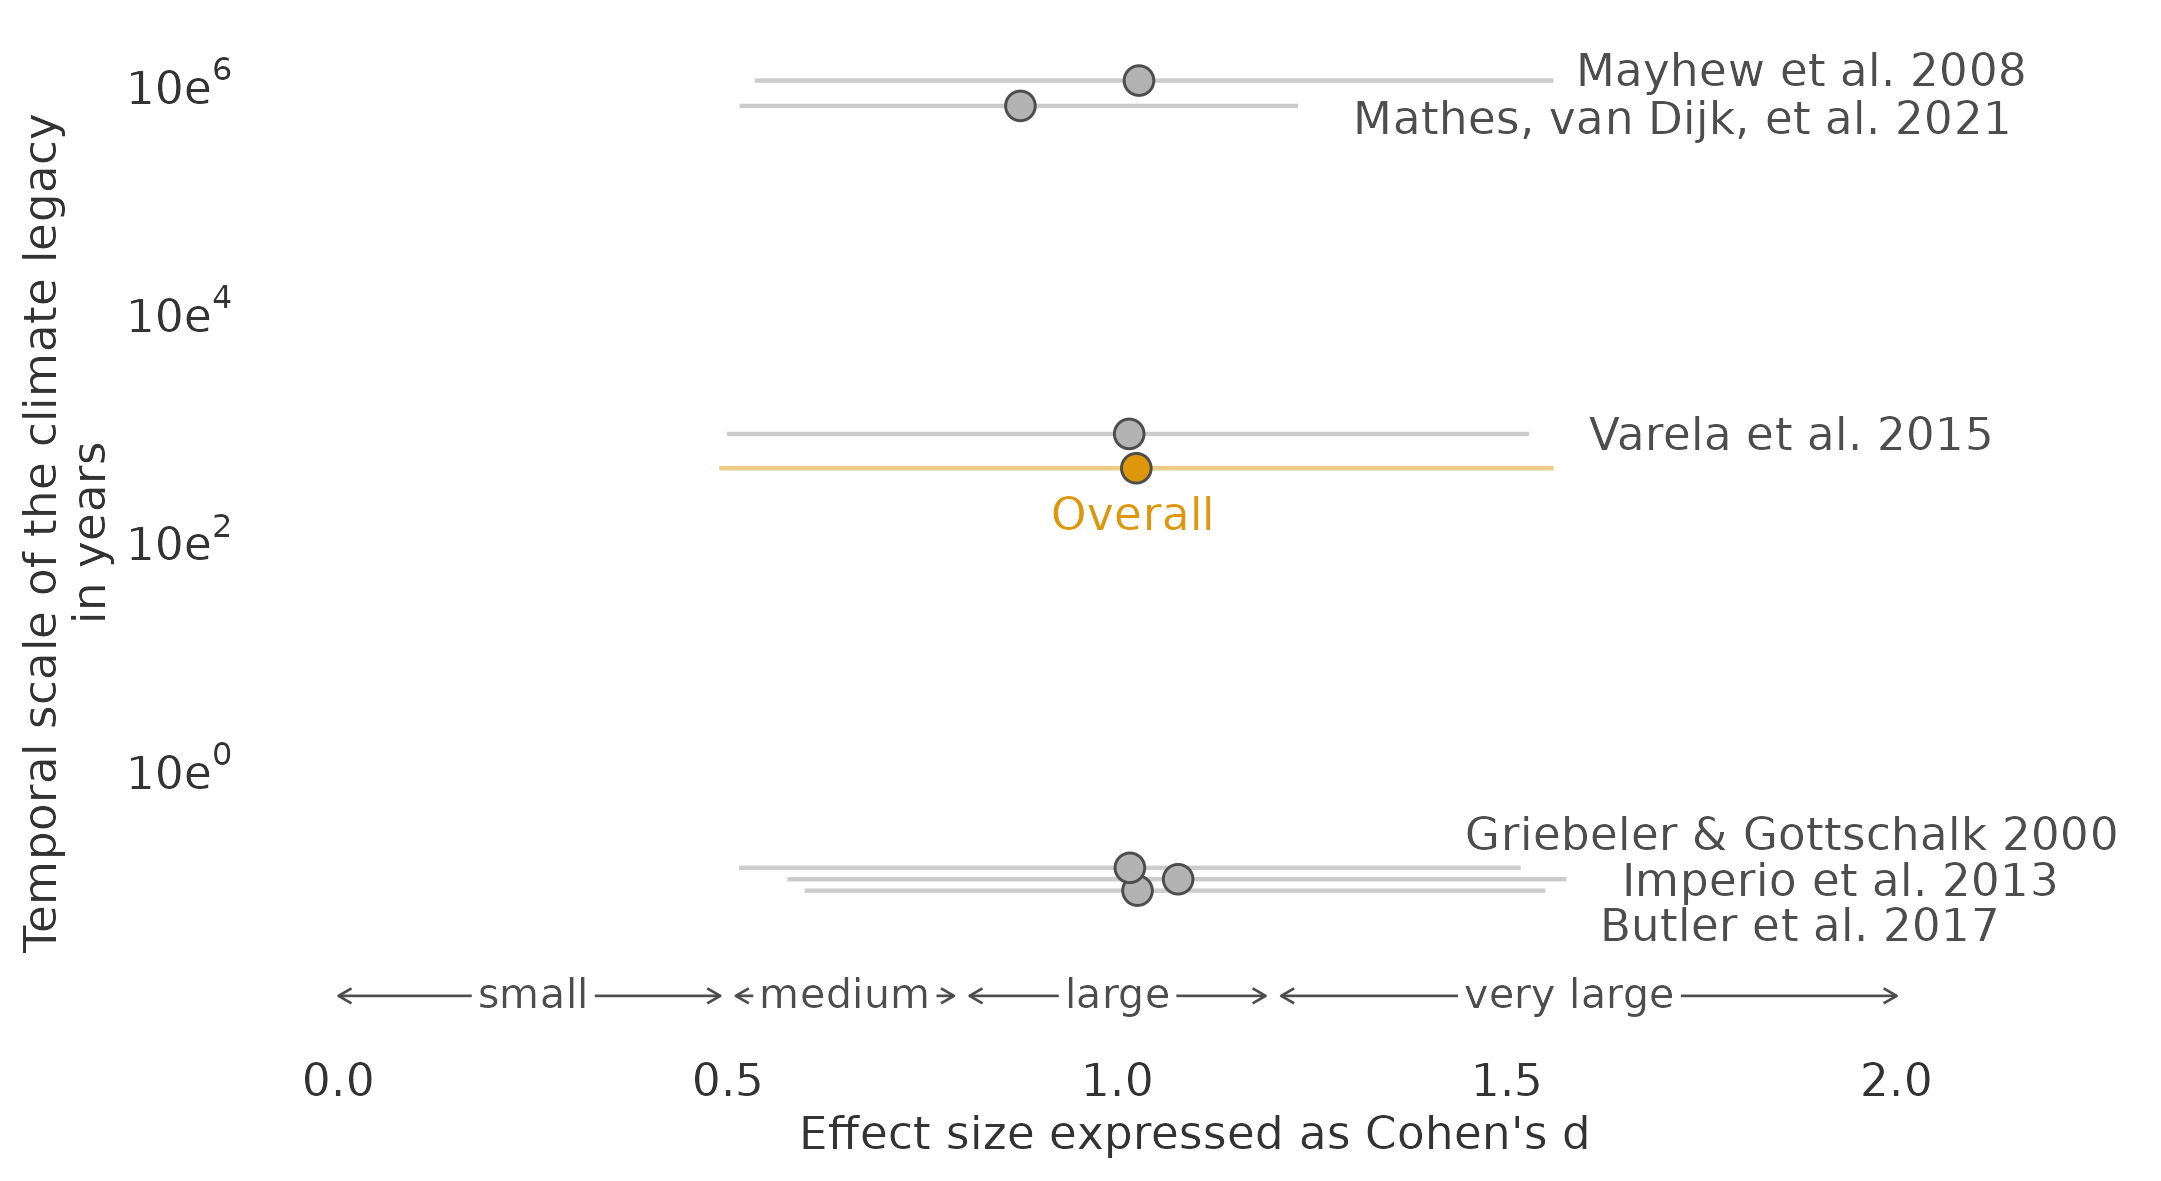 Temporal scale of the climate legacy
in years
10e⁶
10e⁴
10e²
10e⁰
Mayhew et al. 2008
Mathes, van Dijk, et al. 2021
Varela et al. 2015
Overall
Griebeler & Gottschalk 2000
Imperio et al. 2013
Butler et al. 2017
small medium large very large
0.0 0.5 1.0 1.5 2.0
Effect size expressed as Cohen's d